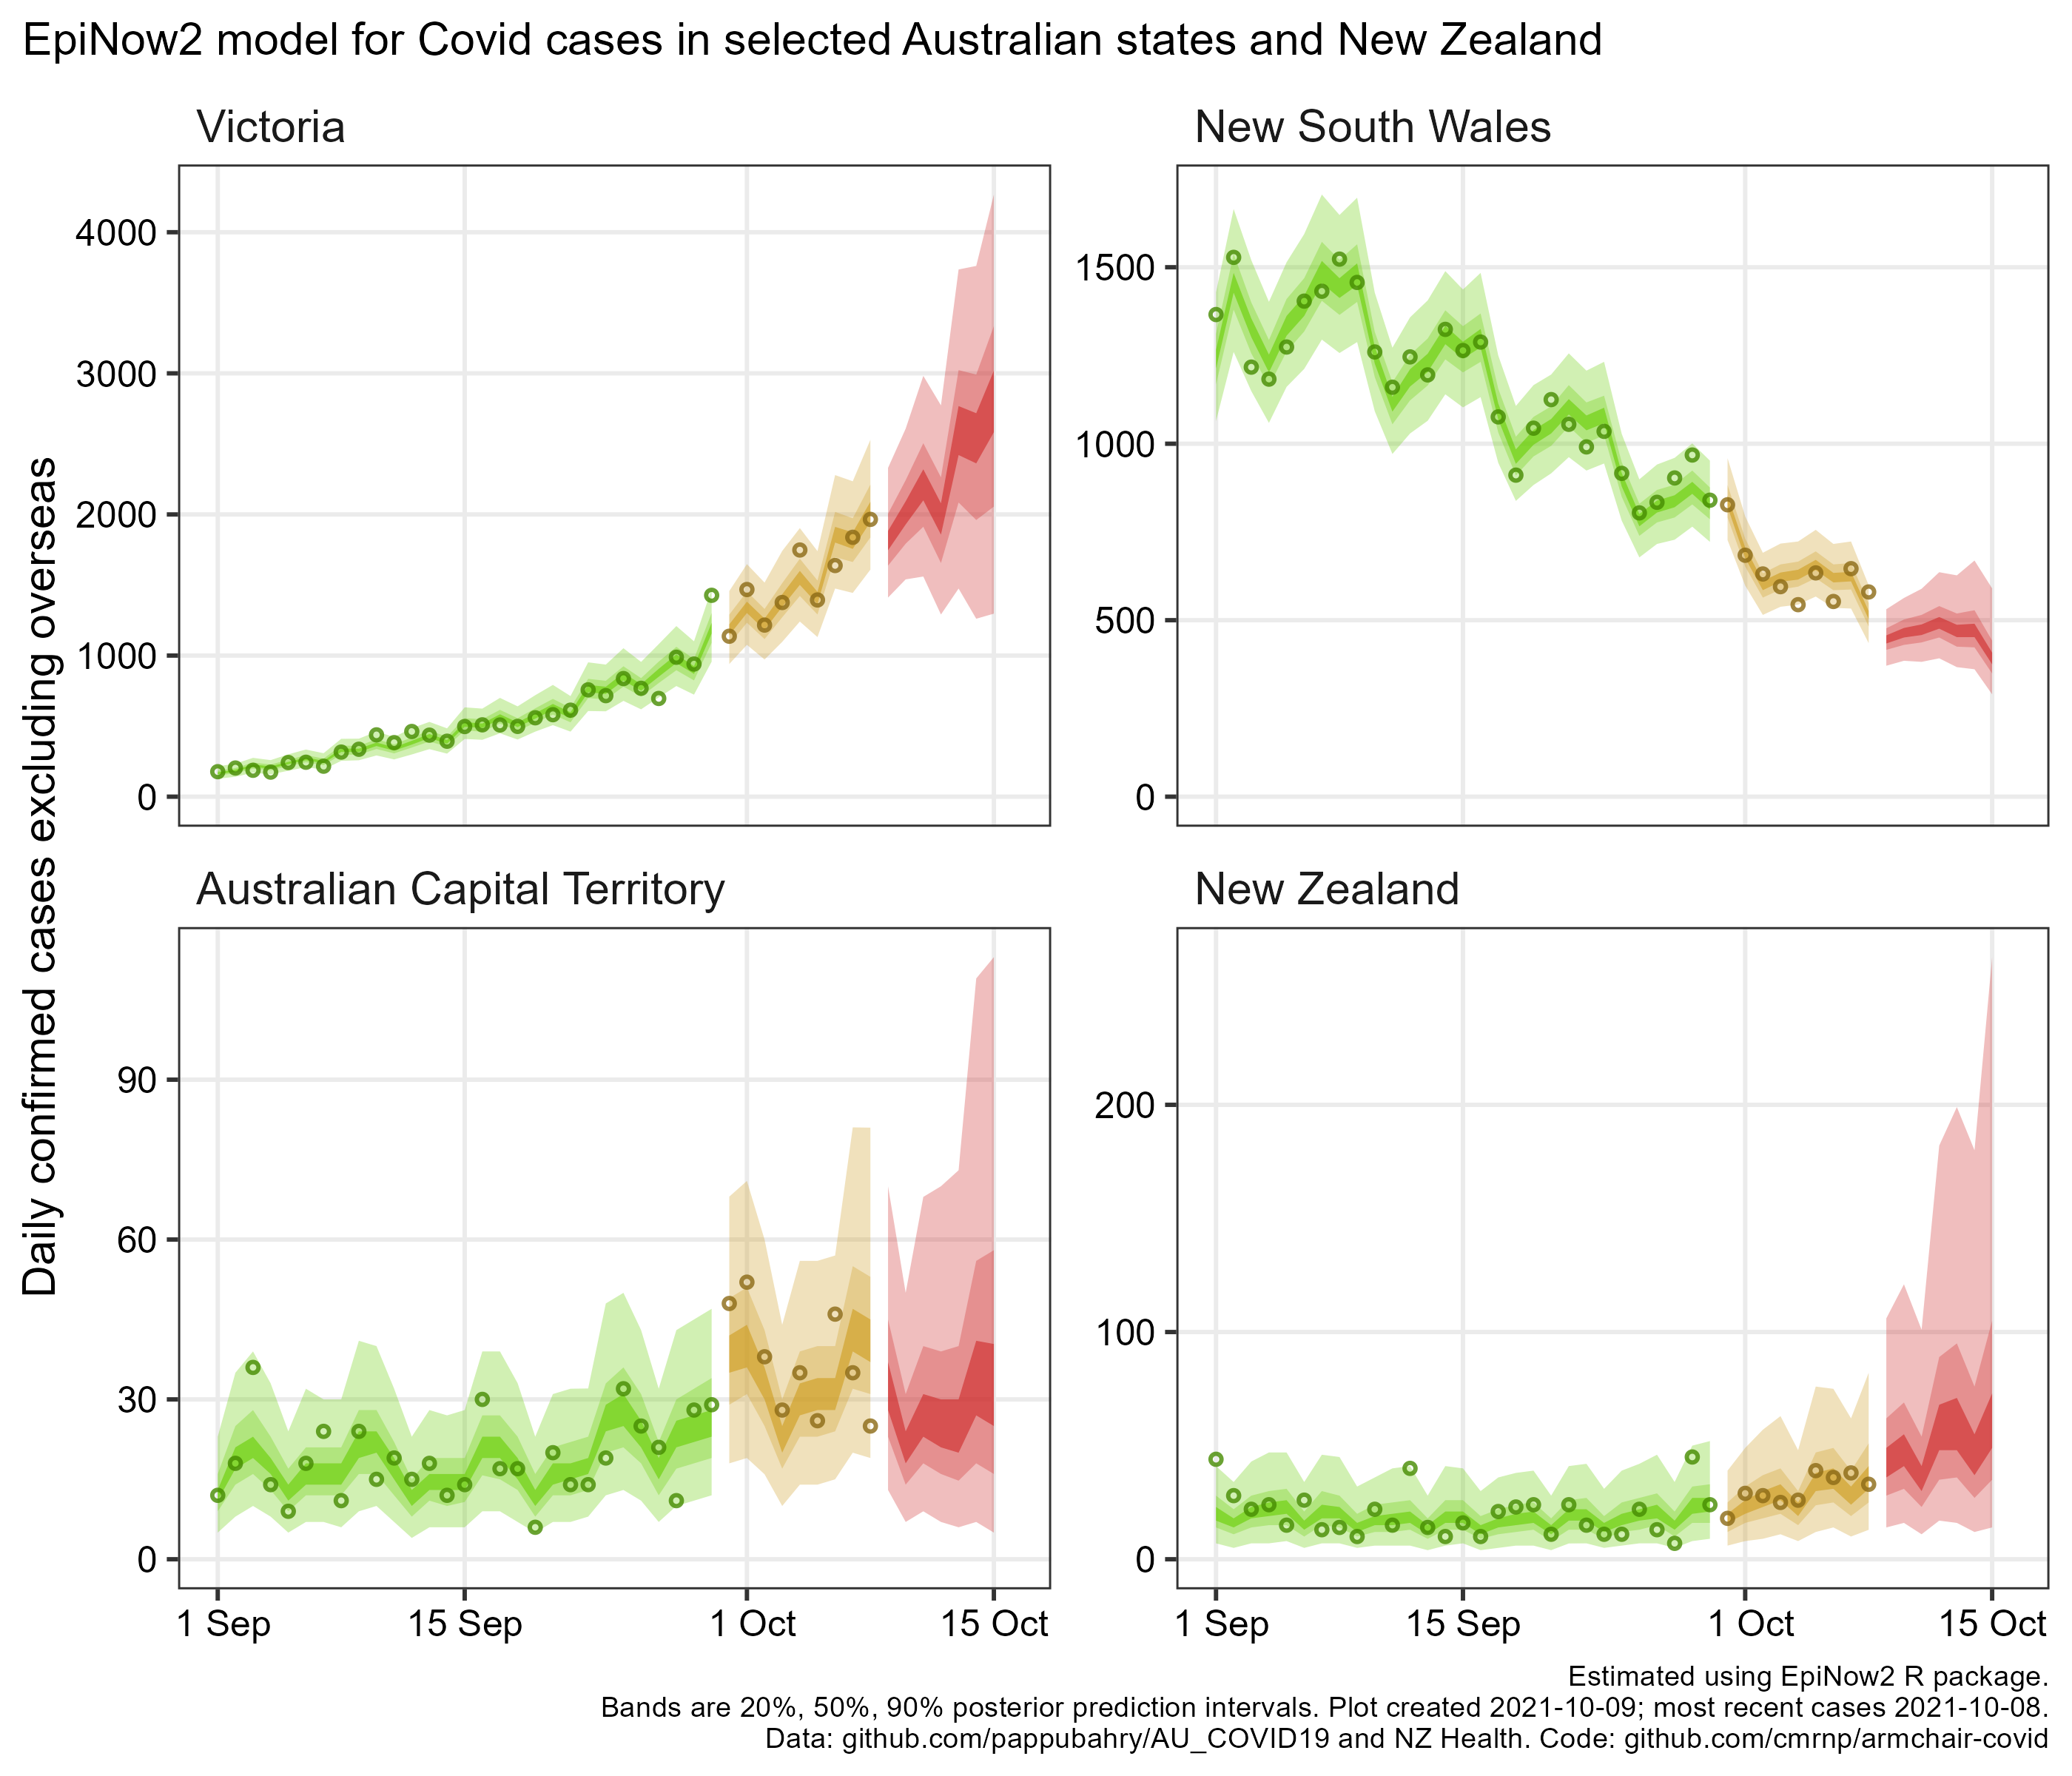 EpiNow2 model for Covid cases in selected Australian states and New Zealand
Victoria
New South Wales
Daily confirmed cases excluding overseas
4000
3000
2000
1000
0
1500
1000
500
0
Australian Capital Territory
New Zealand
90
60
30
0
200
100
0
1 Sep
15 Sep
1 Oct
15 Oct
1 Sep
15 Sep
1 Oct
15 Oct
Estimated using EpiNow2 R package.
Bands are 20%, 50%, 90% posterior prediction intervals. Plot created 2021-10-09; most recent cases 2021-10-08.
Data: github.com/pappubahry/AU_COVID19 and NZ Health. Code: github.com/cmrnp/armchair-covid